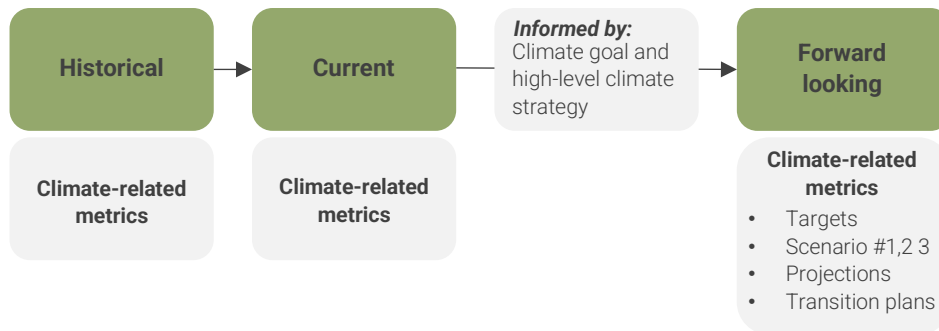 Historical
Current
Informed by:
Climate goal and
high-level climate
strategy
Forward
looking
Climate-related
metrics
Climate-related
metrics
Climate-related
metrics
• Targets
• Scenario #1,2 3
• Projections
• Transition plans